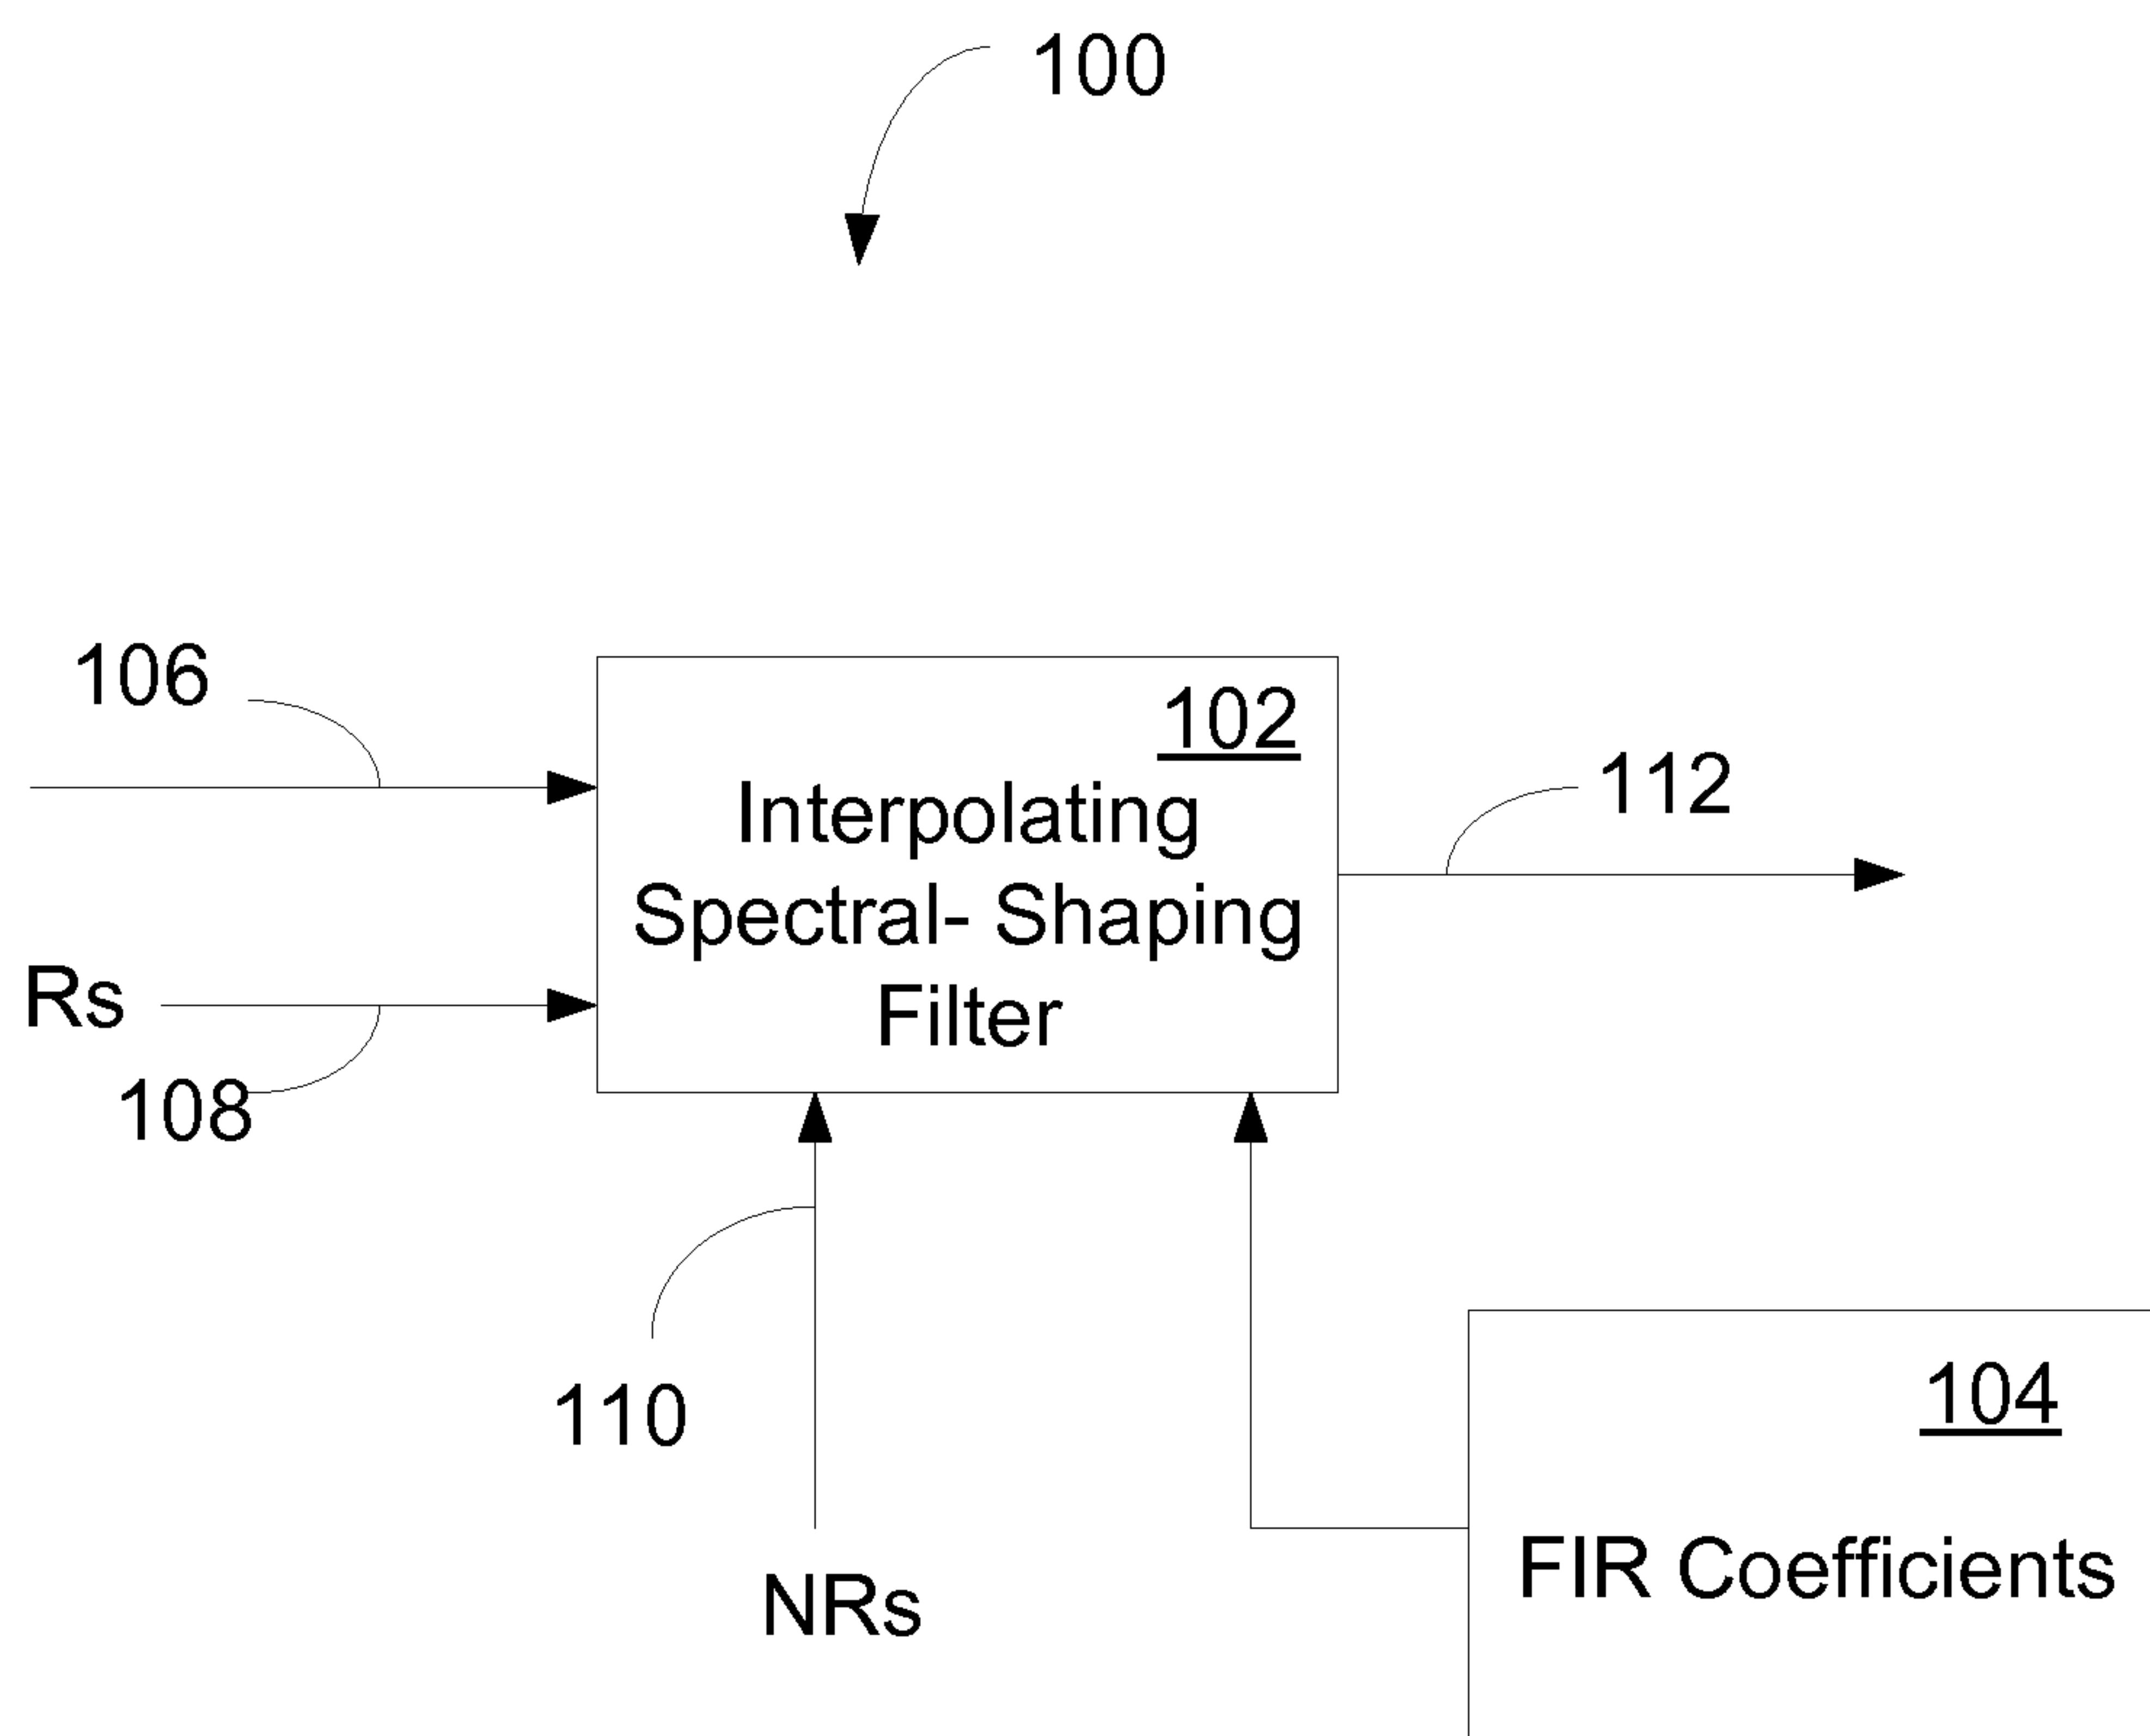 100
106
102
Interpolating
Spectral- Shaping
Filter
112
Rs
108
110
104
NRs
FIR Coefficients